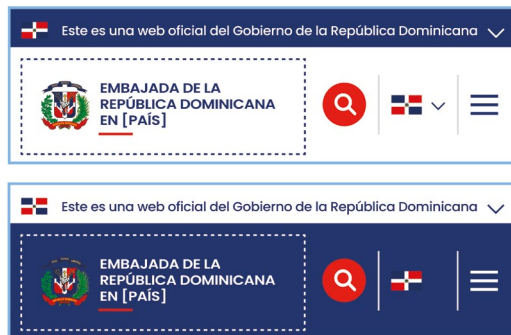 Este es una web oficial del Gobierno de la República Dominicana
EMBAJADA DE LA
REPÚBLICA DOMINICANA
EN [PAÍS]
Este es una web oficial del Gobierno de la República Dominicana
EMBAJADA DE LA
REPÚBLICA DOMINICANA
EN [PAÍS]